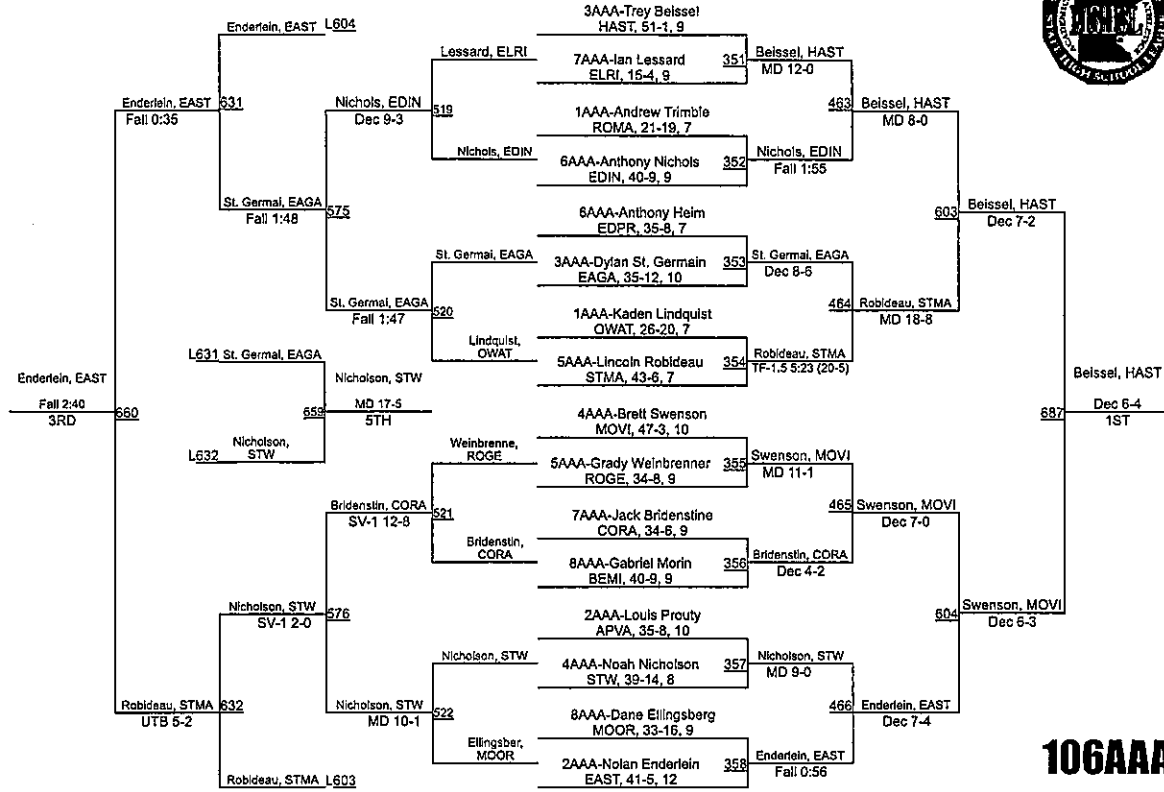 3AAA-Trey Beissel
HAST, 51-1, 9
7AAA-Ian Lessard
ELRI, 15-4, 9
351
1AAA-Andrew Trimble
ROMA, 21-19, 7
6AAA-Anthony Nichols
EDIN, 40-9, 9
352
6AAA-Anthony Heim
EDPR, 35-8, 7
3AAA-Dylan St. Germain
EAGA, 35-12, 10
353
1AAA-Kaden Lindquist
OWAT, 26-20, 7
5AAA-Lincoln Robideau
STMA, 43-6, 7
354
4AAA-Brett Swenson
MOVI, 47-3, 10
5AAA-Grady Weinbrenner
ROGE, 34-8, 9
355
7AAA-Jack Bridenstine
CORA, 34-6, 9
8AAA-Gabriel Morin
BEMI, 40-9, 9
356
2AAA-Louis Prouty
APVA, 35-8, 10
4AAA-Noah Nicholson
STW, 39-14, 8
357
8AAA-Dane Ellingsberg
MOOR, 33-16, 9
2AAA-Nolan Enderlein
EAST, 41-5, 12
358
Beissel, HAST
MD 12-0
Nichols, EDIN
Fall 1:55
St. Germai, EAGA
Dec 8-6
Robideau, STMA
TF-1.5 5:23 (20-5)
Swenson, MOVI
MD 11-1
Bridenstin, CORA
Dec 4-2
Nicholson, STW
MD 9-0
Enderlein, EAST
Fall 0:56
463
Beissel, HAST
MD 8-0
464
Robideau, STMA
MD 18-8
465
Swenson, MOVI
Dec 7-0
466
Enderlein, EAST
Dec 7-4
603
Beissel, HAST
Dec 7-2
604
Swenson, MOVI
Dec 6-3
687
Beissel, HAST
Dec 6-4
1ST
Lessard, ELRI
Nichols, EDIN
519
St. Germai, EAGA
Lindquist,
OWAT
520
Weinbrenne,
ROGE
Bridenstin,
CORA
521
Nicholson, STW
Ellingsber,
MOOR
522
Nichols, EDIN
Dec 9-3
St. Germai, EAGA
Fall 1:47
575
Bridenstin, CORA
SV-1 12-8
Nicholson, STW
MD 10-1
576
Enderlein, EAST
L604
St. Germai, EAGA
Fall 1:48
631
Nicholson, STW
SV-1 2-0
Robideau, STMA
L603
632
Enderlein, EAST
Fall 0:35
Robideau, STMA
UTB 5-2
660
Enderlein, EAST
Fall 2:40
3RD
L631
St. Germai, EAGA
L632
Nicholson,
STW
659
Nicholson, STW
MD 17-5
5TH
STATE HIGH SCHOOL LEAGUE
106AAA